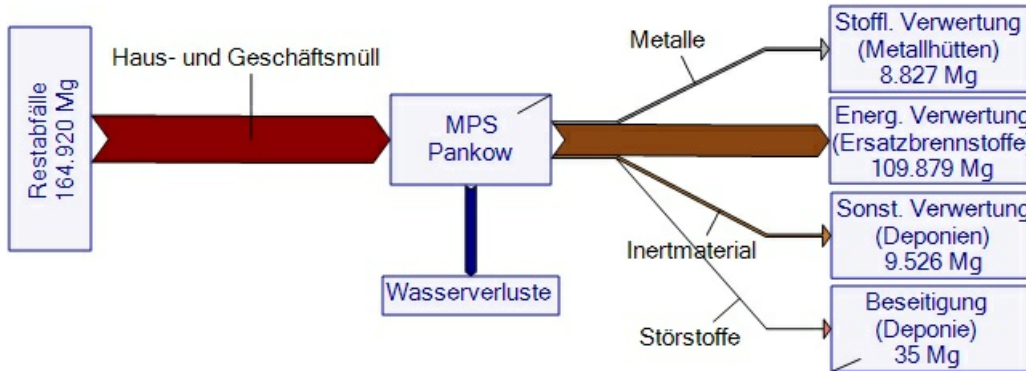 Restabfälle
164.920 Mg
Haus- und Geschäftsmüll
MPS
Pankow
Wasserverluste
Metalle
Inertmaterial
Störstoffe
Stoffl. Verwertung
(Metallhütten)
8.827 Mg
Energ. Verwertung
(Ersatzbrennstoffe
109.879 Mg
Sonst. Verwertung
(Deponien)
9.526 Mg
Beseitigung
(Deponie)
35 Mg